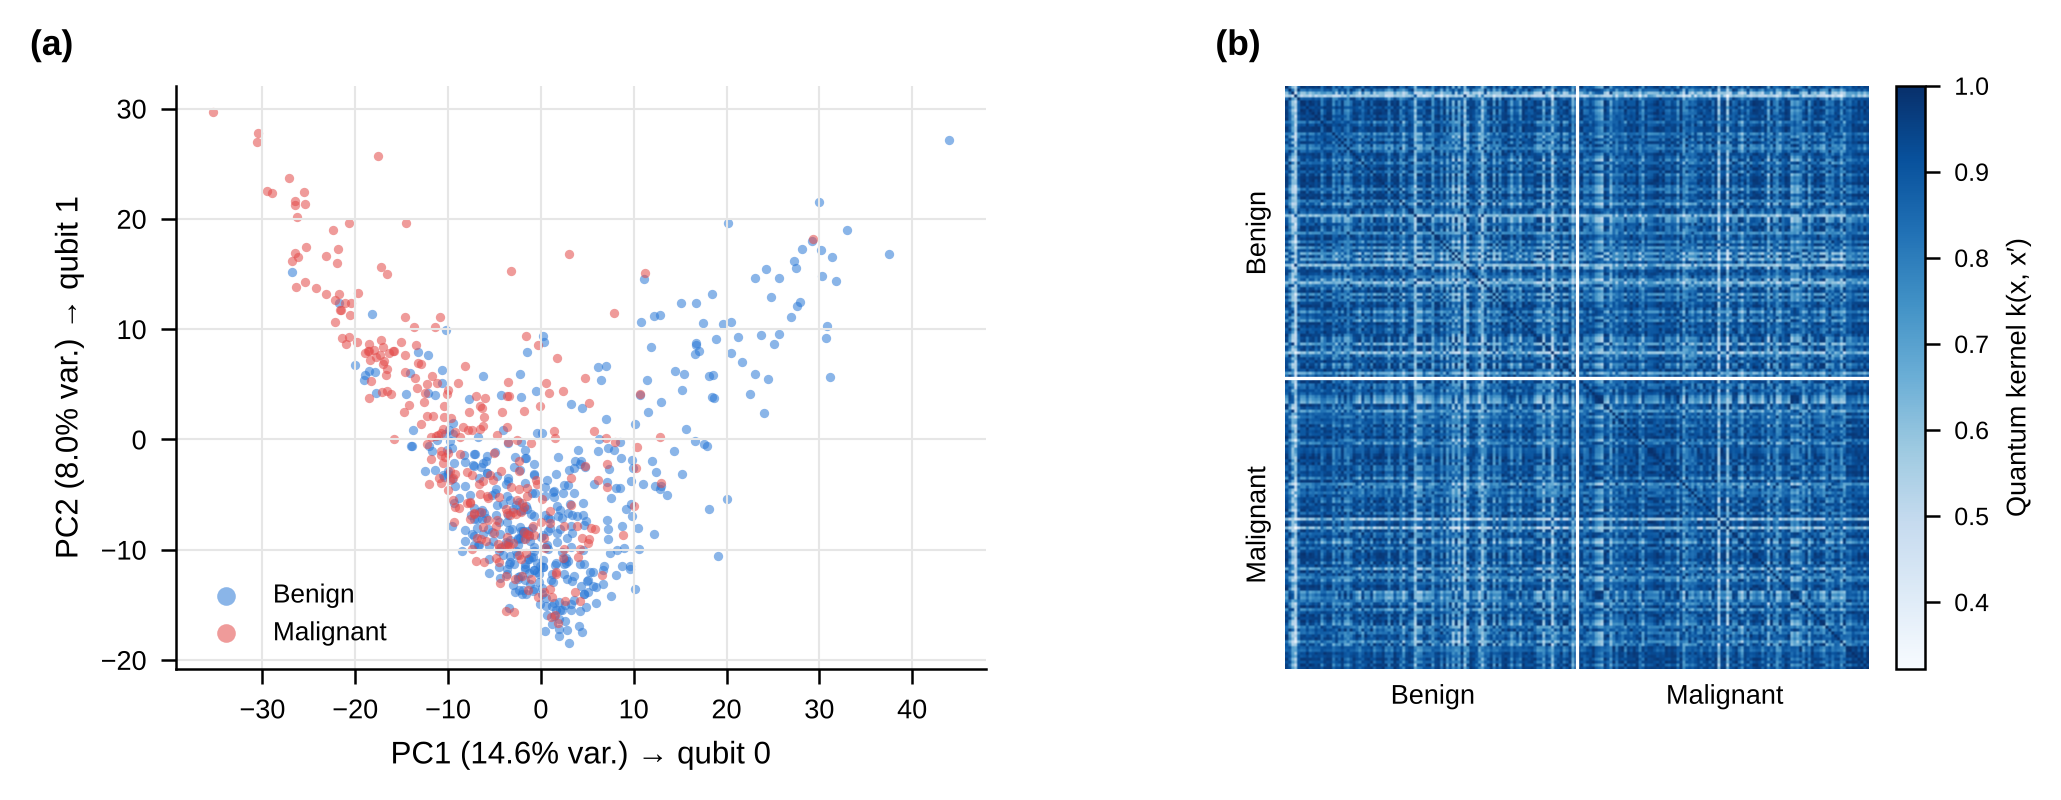 (a)
30
20
10
0
−10
−20
PC2 (8.0% var.) → qubit 1
Benign
Malignant
−30
−20
−10
0
10
20
30
40
PC1 (14.6% var.) → qubit 0
(b)
Benign
Malignant
Benign
Malignant
1.0
0.9
0.8
0.7
0.6
0.5
0.4
Quantum kernel k(x, x′)